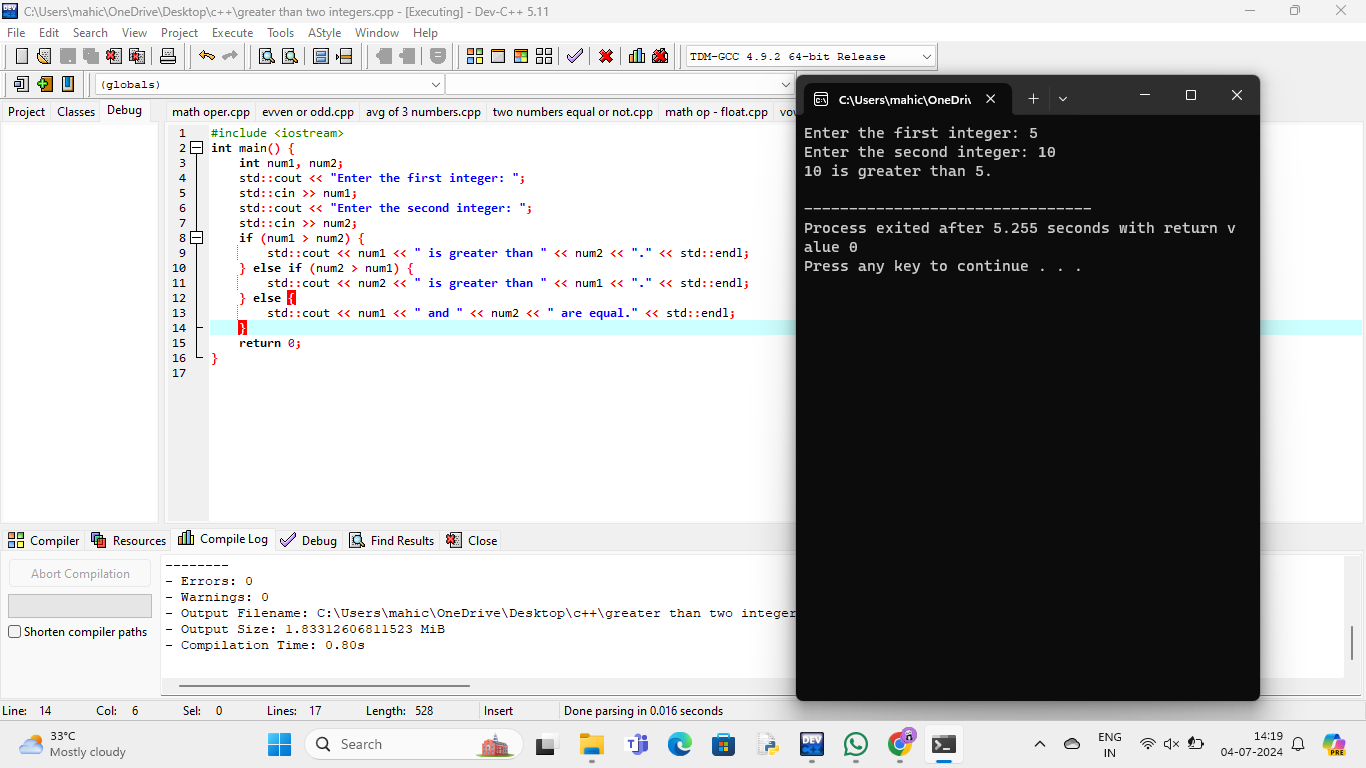 C:\Users\mahic\OneDrive\Desktop\c++\greater than two integers.cpp - [Executing] - Dev-C++ 5.11
File Edit Search View Project Execute Tools AStyle Window Help
TDM-GCC 4.9.2 64-bit Release
(globals)
Project Classes Debug
math oper.cpp evven or odd.cpp avg of 3 numbers.cpp two numbers equal or not.cpp math op - float.cpp
1 #include <iostream>
2 int main() {
3 int num1, num2;
4 std::cout << "Enter the first integer: ";
5 std::cin >> num1;
6 std::cout << "Enter the second integer: ";
7 std::cin >> num2;
8 if (num1 > num2) {
9 std::cout << num1 << " is greater than " << num2 << "." << std::endl;
10 } else if (num2 > num1) {
11 std::cout << num2 << " is greater than " << num1 << "." << std::endl;
12 } else {
13 std::cout << num1 << " and " << num2 << " are equal." << std::endl;
14 }
15 return 0;
16 }
17
C:\Users\mahic\OneDri
Enter the first integer: 5
Enter the second integer: 10
10 is greater than 5.
--------------------------------
Process exited after 5.255 seconds with return v
alue 0
Press any key to continue . . .
Compiler Resources Compile Log Debug Find Results Close
Abort Compilation
Shorten compiler paths
--------
- Errors: 0
- Warnings: 0
- Output Filename: C:\Users\mahic\OneDrive\Desktop\c++\greater than two integer
- Output Size: 1.83312606811523 MiB
- Compilation Time: 0.80s
Line: 14 Col: 6 Sel: 0 Lines: 17 Length: 528 Insert Done parsing in 0.016 seconds
33°C
Mostly cloudy
Search
DEV
PRE
ENG
IN
14:19
04-07-2024